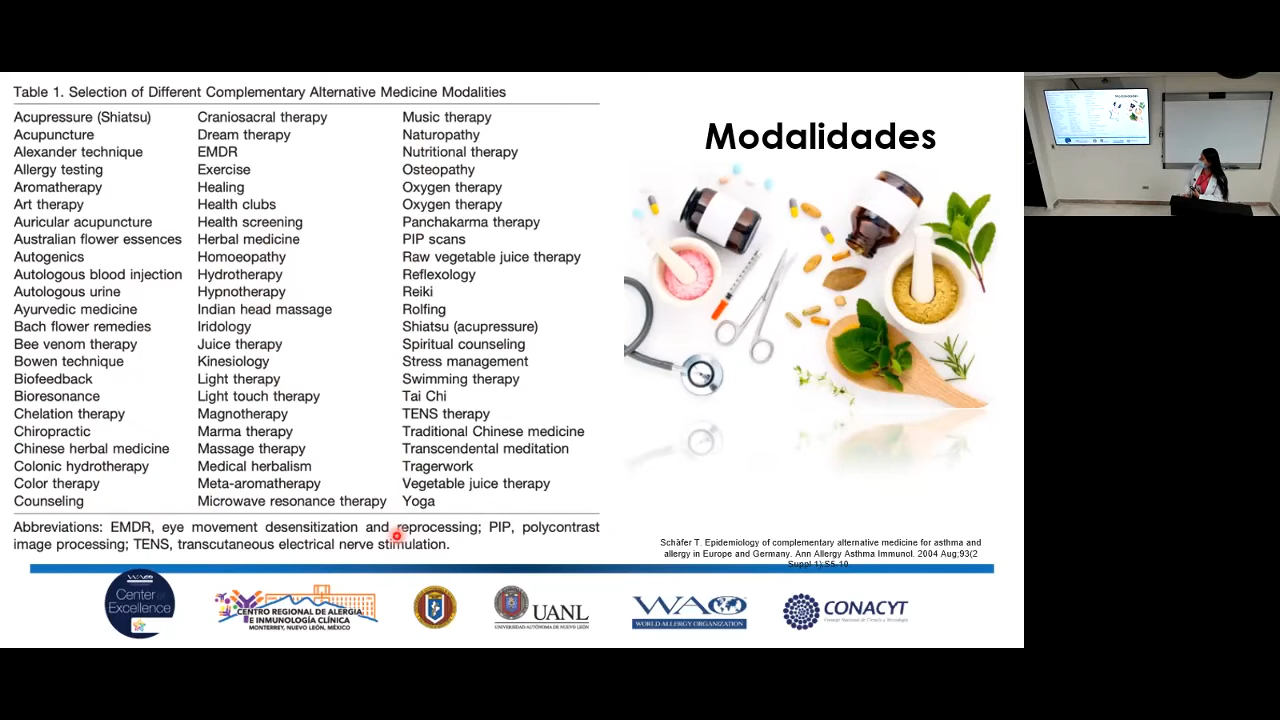 Table 1. Selection of Different Complementary Alternative Medicine Modalities
Acupressure (Shiatsu)
Acupuncture
Alexander technique
Allergy testing
Aromatherapy
Art therapy
Auricular acupuncture
Australian flower essences
Autogenics
Autologous blood injection
Autologous urine
Ayurvedic medicine
Bach flower remedies
Bee venom therapy
Bowen technique
Biofeedback
Bioresonance
Chelation therapy
Chiropractic
Chinese herbal medicine
Colonic hydrotherapy
Color therapy
Counseling
Craniosacral therapy
Dream therapy
EMDR
Exercise
Healing
Health clubs
Health screening
Herbal medicine
Homoeopathy
Hydrotherapy
Hypnotherapy
Indian head massage
Iridology
Juice therapy
Kinesiology
Light therapy
Light touch therapy
Magnotherapy
Marma therapy
Massage therapy
Medical herbalism
Meta-aromatherapy
Microwave resonance therapy
Music therapy
Naturopathy
Nutritional therapy
Osteopathy
Oxygen therapy
Oxygen therapy
Panchakarma therapy
PIP scans
Raw vegetable juice therapy
Reflexology
Reiki
Rolfing
Shiatsu (acupressure)
Spiritual counseling
Stress management
Swimming therapy
Tai Chi
TENS therapy
Traditional Chinese medicine
Transcendental meditation
Tragerwork
Vegetable juice therapy
Yoga
Abbreviations: EMDR, eye movement desensitization and reprocessing; PIP, polycontrast
image processing; TENS, transcutaneous electrical nerve stimulation.
Modalidades
Schäfer T. Epidemiology of complementary alternative medicine for asthma and
allergy in Europe and Germany. Ann Allergy Asthma Immunol. 2004 Aug;93(2
Suppl 1):S5-10
Center of
Excellence
CENTRO REGIONAL DE ALERGIA
E INMUNOLOGÍA CLÍNICA
MONTERREY, NUEVO LEÓN, MÉXICO
UANL
UNIVERSIDAD AUTÓNOMA DE NUEVO LEÓN
WAO
WORLD ALLERGY ORGANIZATION
CONACYT
Consejo Nacional de Ciencia y Tecnología
Modalidades